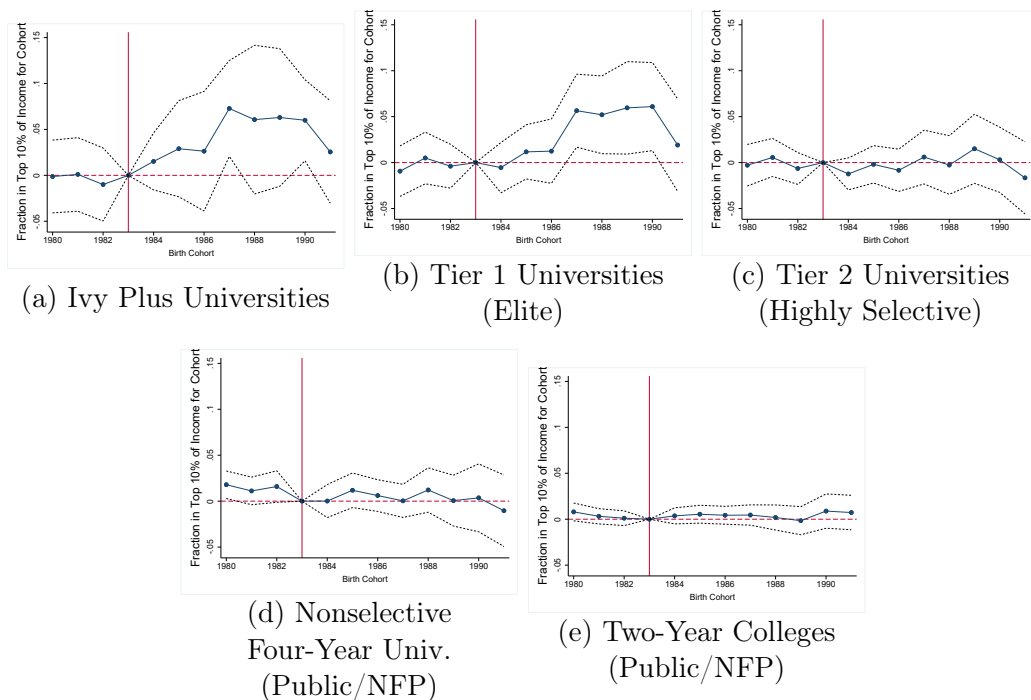 Fraction in Top 10% of Income for Cohort
.15
.1
.05
0
-.05
1980 1982 1984 1986 1988 1990
Birth Cohort
(a) Ivy Plus Universities
Fraction in Top 10% of Income for Cohort
.15
.1
.05
0
-.05
1980 1982 1984 1986 1988 1990
Birth Cohort
(b) Tier 1 Universities
(Elite)
Fraction in Top 10% of Income for Cohort
.15
.1
.05
0
-.05
1980 1982 1984 1986 1988 1990
Birth Cohort
(c) Tier 2 Universities
(Highly Selective)
Fraction in Top 10% of Income for Cohort
.15
.1
.05
0
-.05
1980 1982 1984 1986 1988 1990
Birth Cohort
(d) Nonselective
Four-Year Univ.
(Public/NFP)
Fraction in Top 10% of Income for Cohort
.15
.1
.05
0
-.05
1980 1982 1984 1986 1988 1990
Birth Cohort
(e) Two-Year Colleges
(Public/NFP)